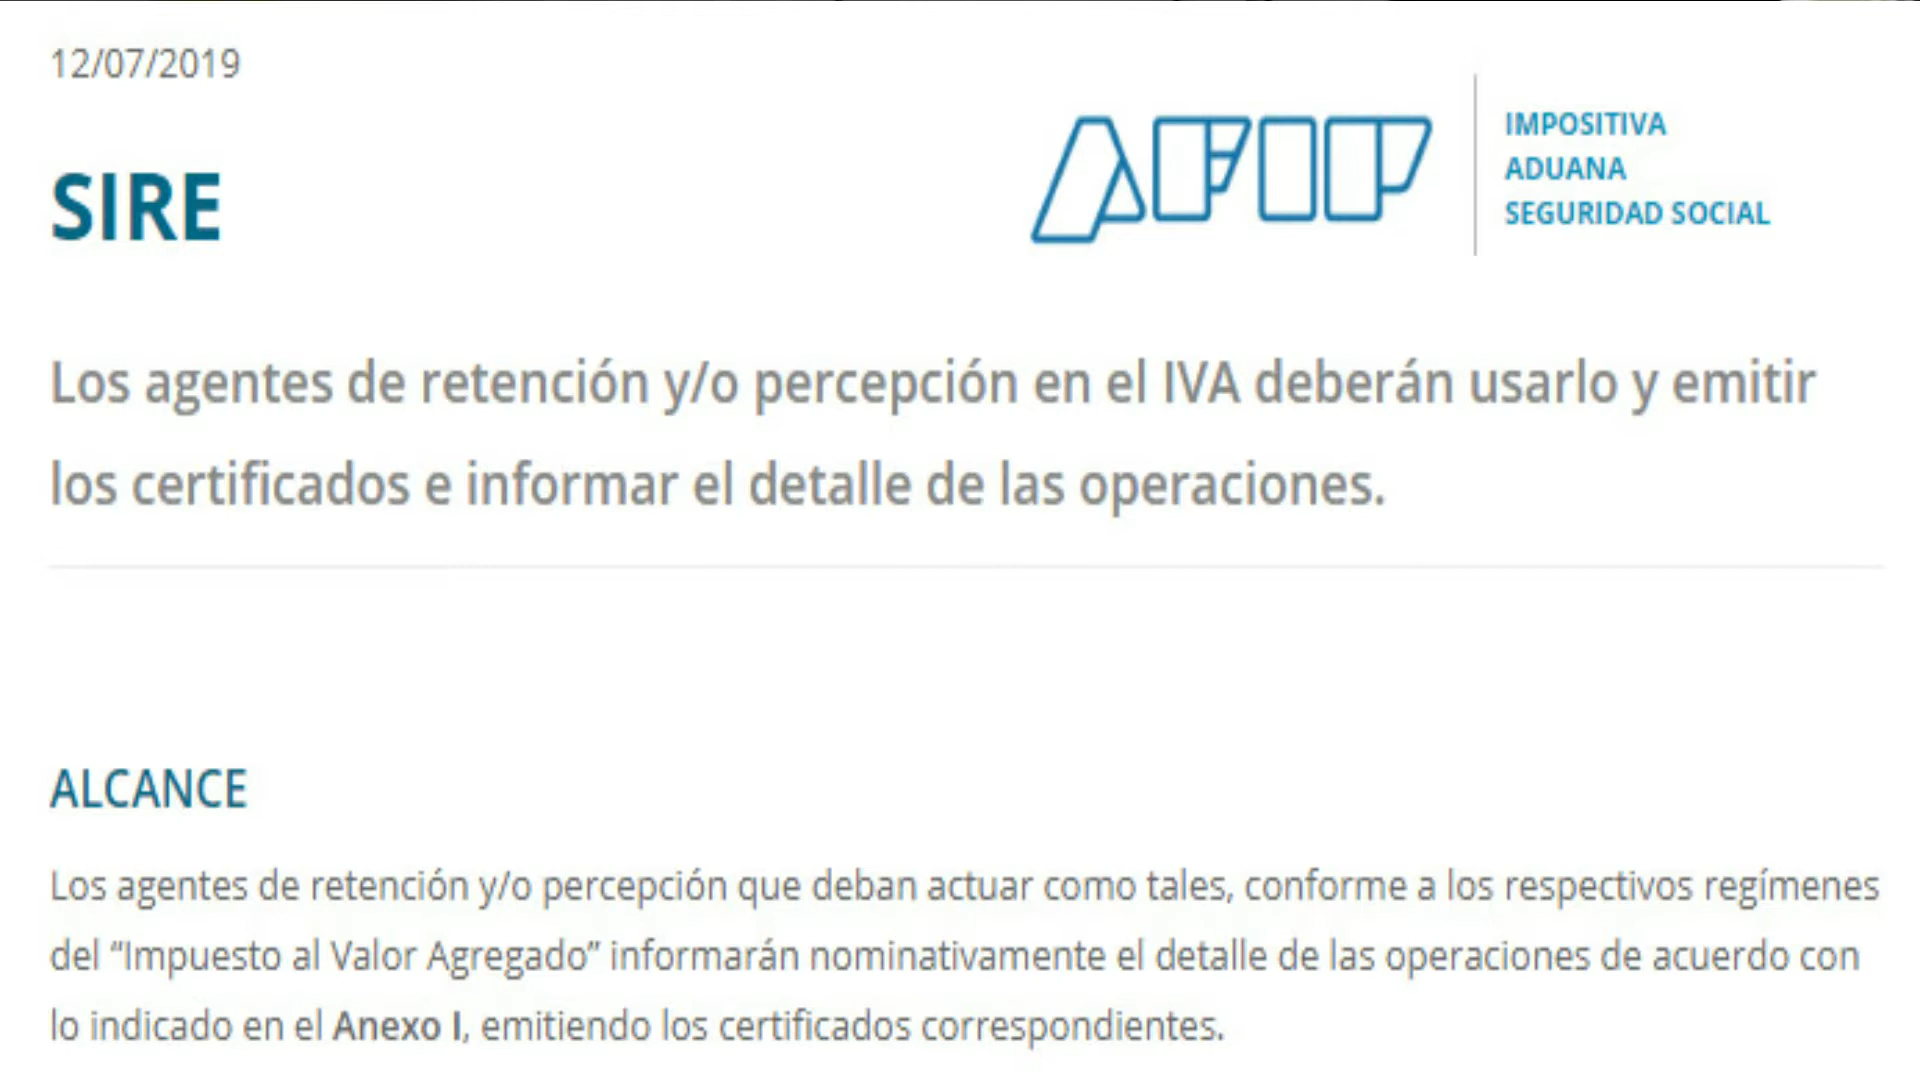 12/07/2019
AFIP
IMPOSITIVA
ADUANA
SEGURIDAD SOCIAL
SIRE
Los agentes de retención y/o percepción en el IVA deberán usarlo y emitir
los certificados e informar el detalle de las operaciones.
ALCANCE
Los agentes de retención y/o percepción que deban actuar como tales, conforme a los respectivos regímenes
del “Impuesto al Valor Agregado” informarán nominativamente el detalle de las operaciones de acuerdo con
lo indicado en el Anexo I, emitiendo los certificados correspondientes.